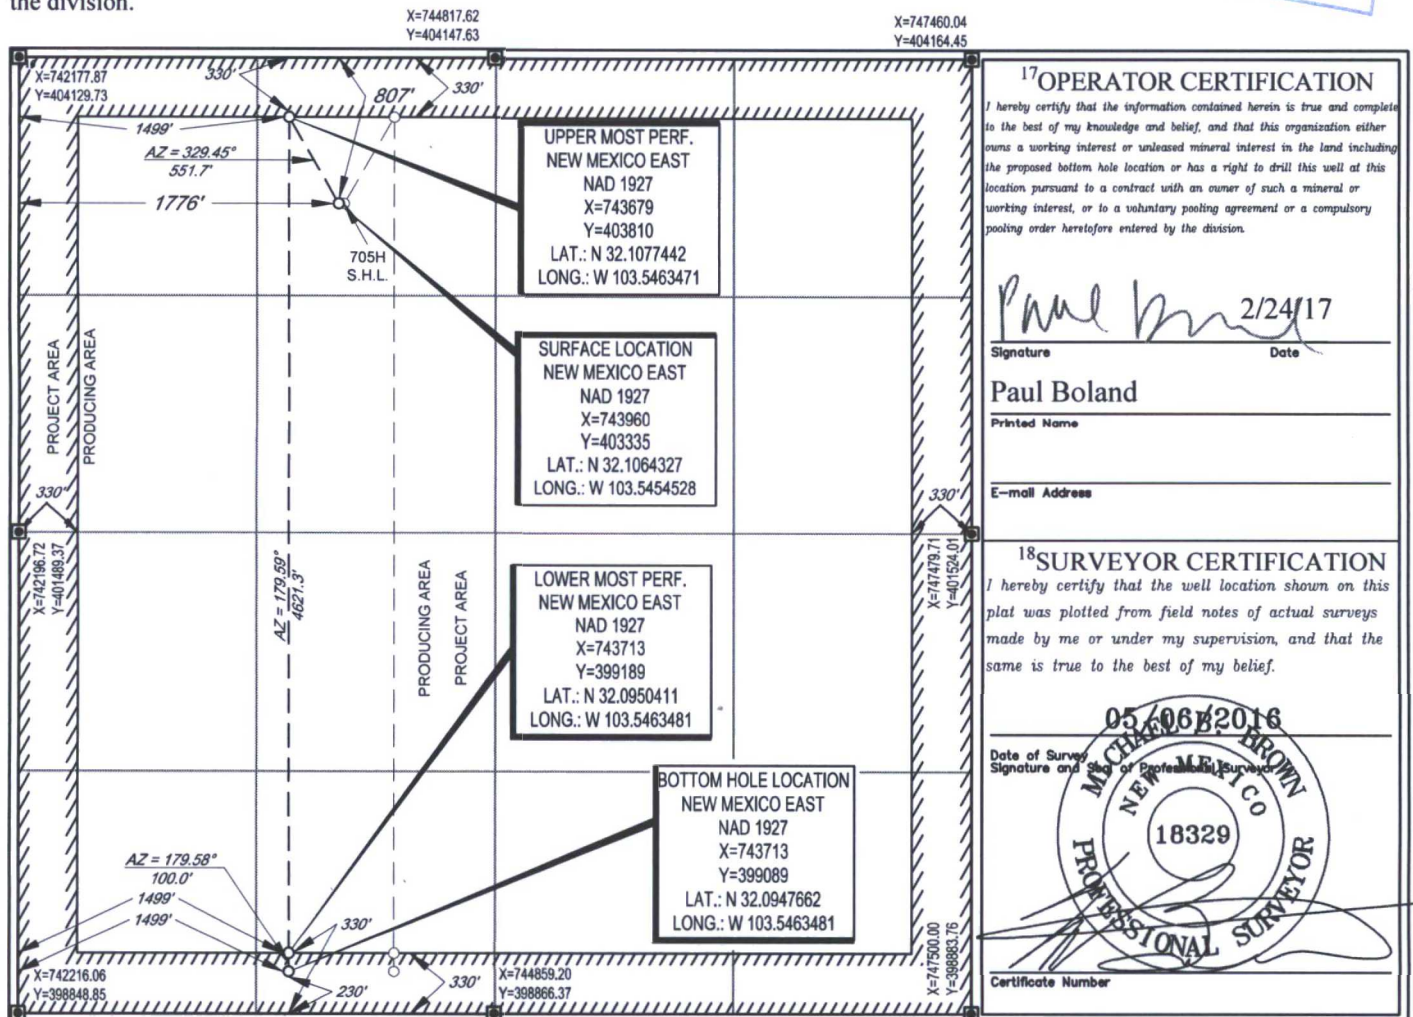 the division.
X=744817.62
Y=404147.63
X=747460.04
Y=404164.45
X=742177.87
Y=404129.73
330'
807'
330'
1499'
AZ = 329.45°
551.7'
1776'
705H
S.H.L.
UPPER MOST PERF.
NEW MEXICO EAST
NAD 1927
X=743679
Y=403810
LAT.: N 32.1077442
LONG.: W 103.5463471
SURFACE LOCATION
NEW MEXICO EAST
NAD 1927
X=743960
Y=403335
LAT.: N 32.1064327
LONG.: W 103.5454528
PROJECT AREA
PRODUCING AREA
330'
330'
X=742196.72
Y=401489.37
AZ = 179.59°
4621.3'
PRODUCING AREA
PROJECT AREA
X=747479.71
Y=401524.01
LOWER MOST PERF.
NEW MEXICO EAST
NAD 1927
X=743713
Y=399189
LAT.: N 32.0950411
LONG.: W 103.5463481
BOTTOM HOLE LOCATION
NEW MEXICO EAST
NAD 1927
X=743713
Y=399089
LAT.: N 32.0947662
LONG.: W 103.5463481
AZ = 179.58°
100.0'
1499'
1499'
330'
330'
230'
X=742216.06
Y=398848.85
X=744859.20
Y=398866.37
X=747500.00
Y=398883.76
17OPERATOR CERTIFICATION
I hereby certify that the information contained herein is true and complete
to the best of my knowledge and belief, and that this organization either
owns a working interest or unleased mineral interest in the land including
the proposed bottom hole location or has a right to drill this well at this
location pursuant to a contract with an owner of such a mineral or
working interest, or to a voluntary pooling agreement or a compulsory
pooling order heretofore entered by the division.
2/24/17
Signature Date
Paul Boland
Printed Name
E-mail Address
18SURVEYOR CERTIFICATION
I hereby certify that the well location shown on this
plat was plotted from field notes of actual surveys
made by me or under my supervision, and that the
same is true to the best of my belief.
05/06/2016
Date of Survey
Signature and Seal of Professional Surveyor
MICHAEL B. BROWN
NEW MEXICO
18329
PROFESSIONAL SURVEYOR
Certificate Number